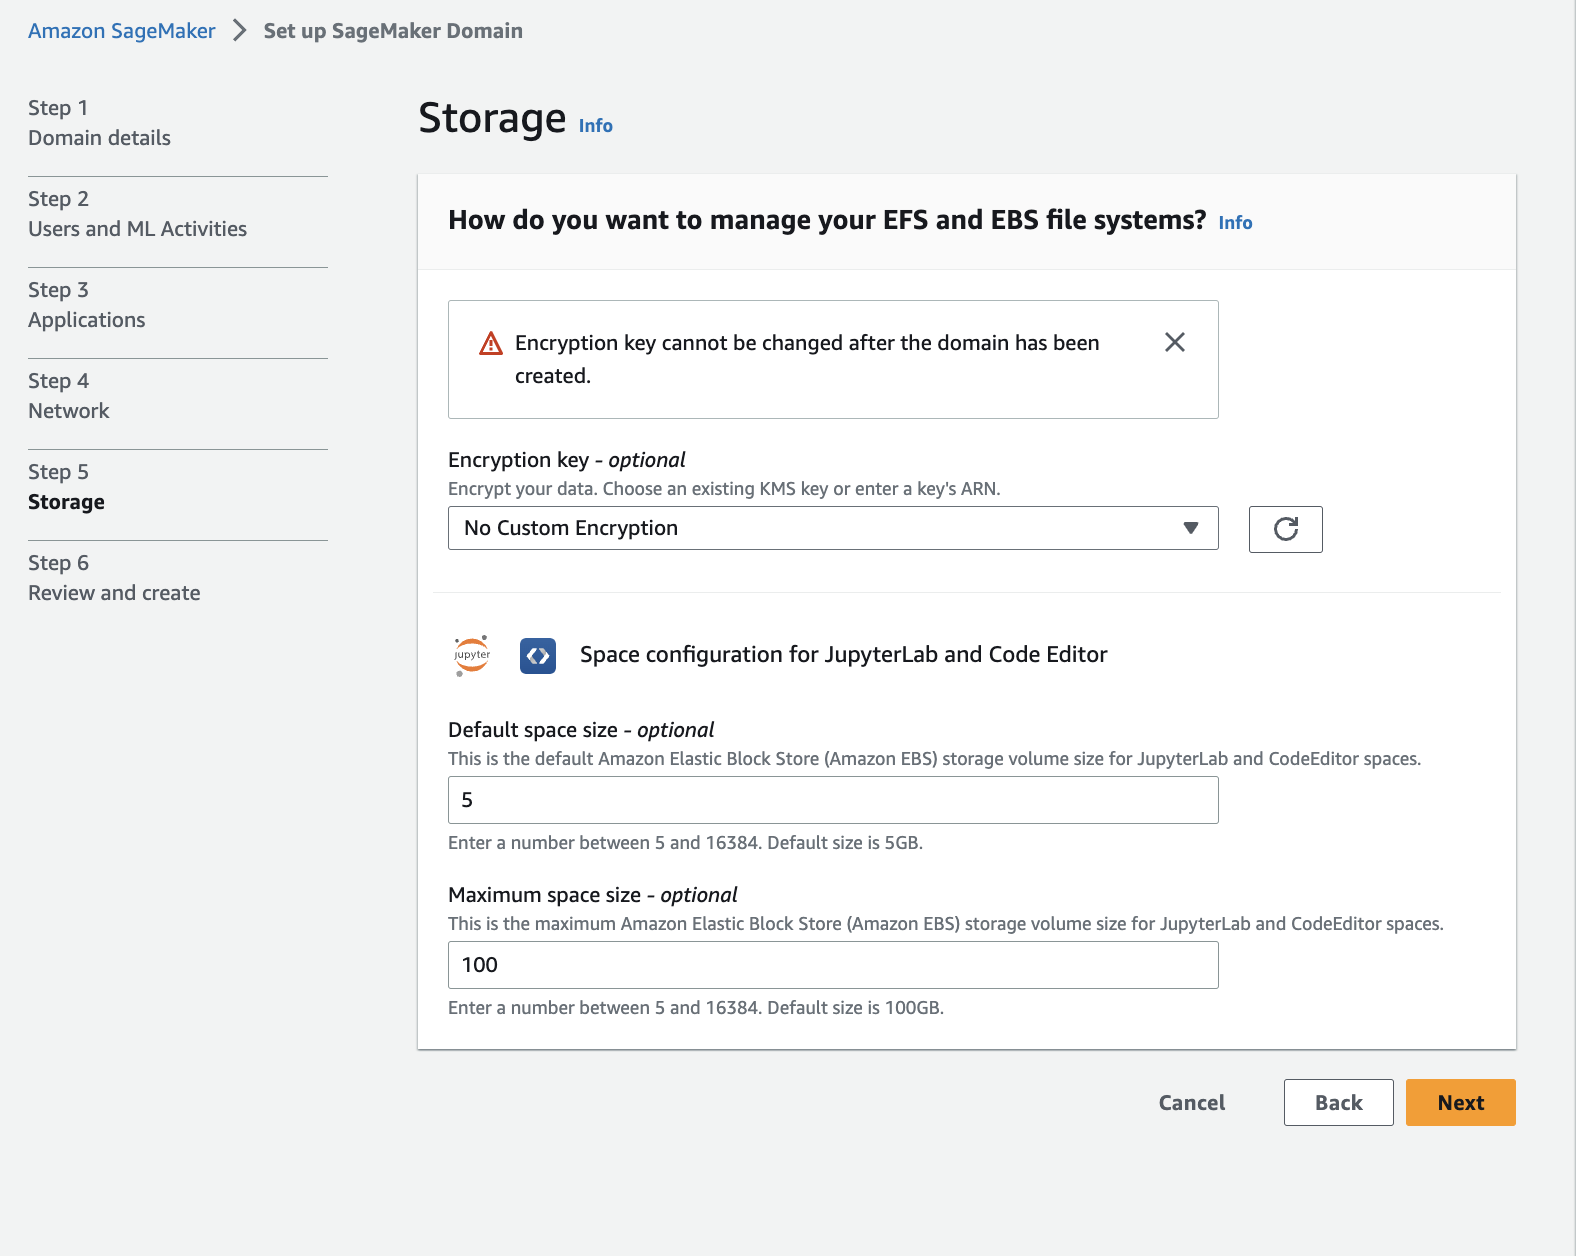 Amazon SageMaker > Set up SageMaker Domain
Step 1
Domain details
Step 2
Users and ML Activities
Step 3
Applications
Step 4
Network
Step 5
Storage
Step 6
Review and create
Storage Info
How do you want to manage your EFS and EBS file systems? Info
Encryption key cannot be changed after the domain has been
created.
Encryption key - optional
Encrypt your data. Choose an existing KMS key or enter a key's ARN.
No Custom Encryption
jupyter
Space configuration for JupyterLab and Code Editor
Default space size - optional
This is the default Amazon Elastic Block Store (Amazon EBS) storage volume size for JupyterLab and CodeEditor spaces.
5
Enter a number between 5 and 16384. Default size is 5GB.
Maximum space size - optional
This is the maximum Amazon Elastic Block Store (Amazon EBS) storage volume size for JupyterLab and CodeEditor spaces.
100
Enter a number between 5 and 16384. Default size is 100GB.
Cancel
Back
Next